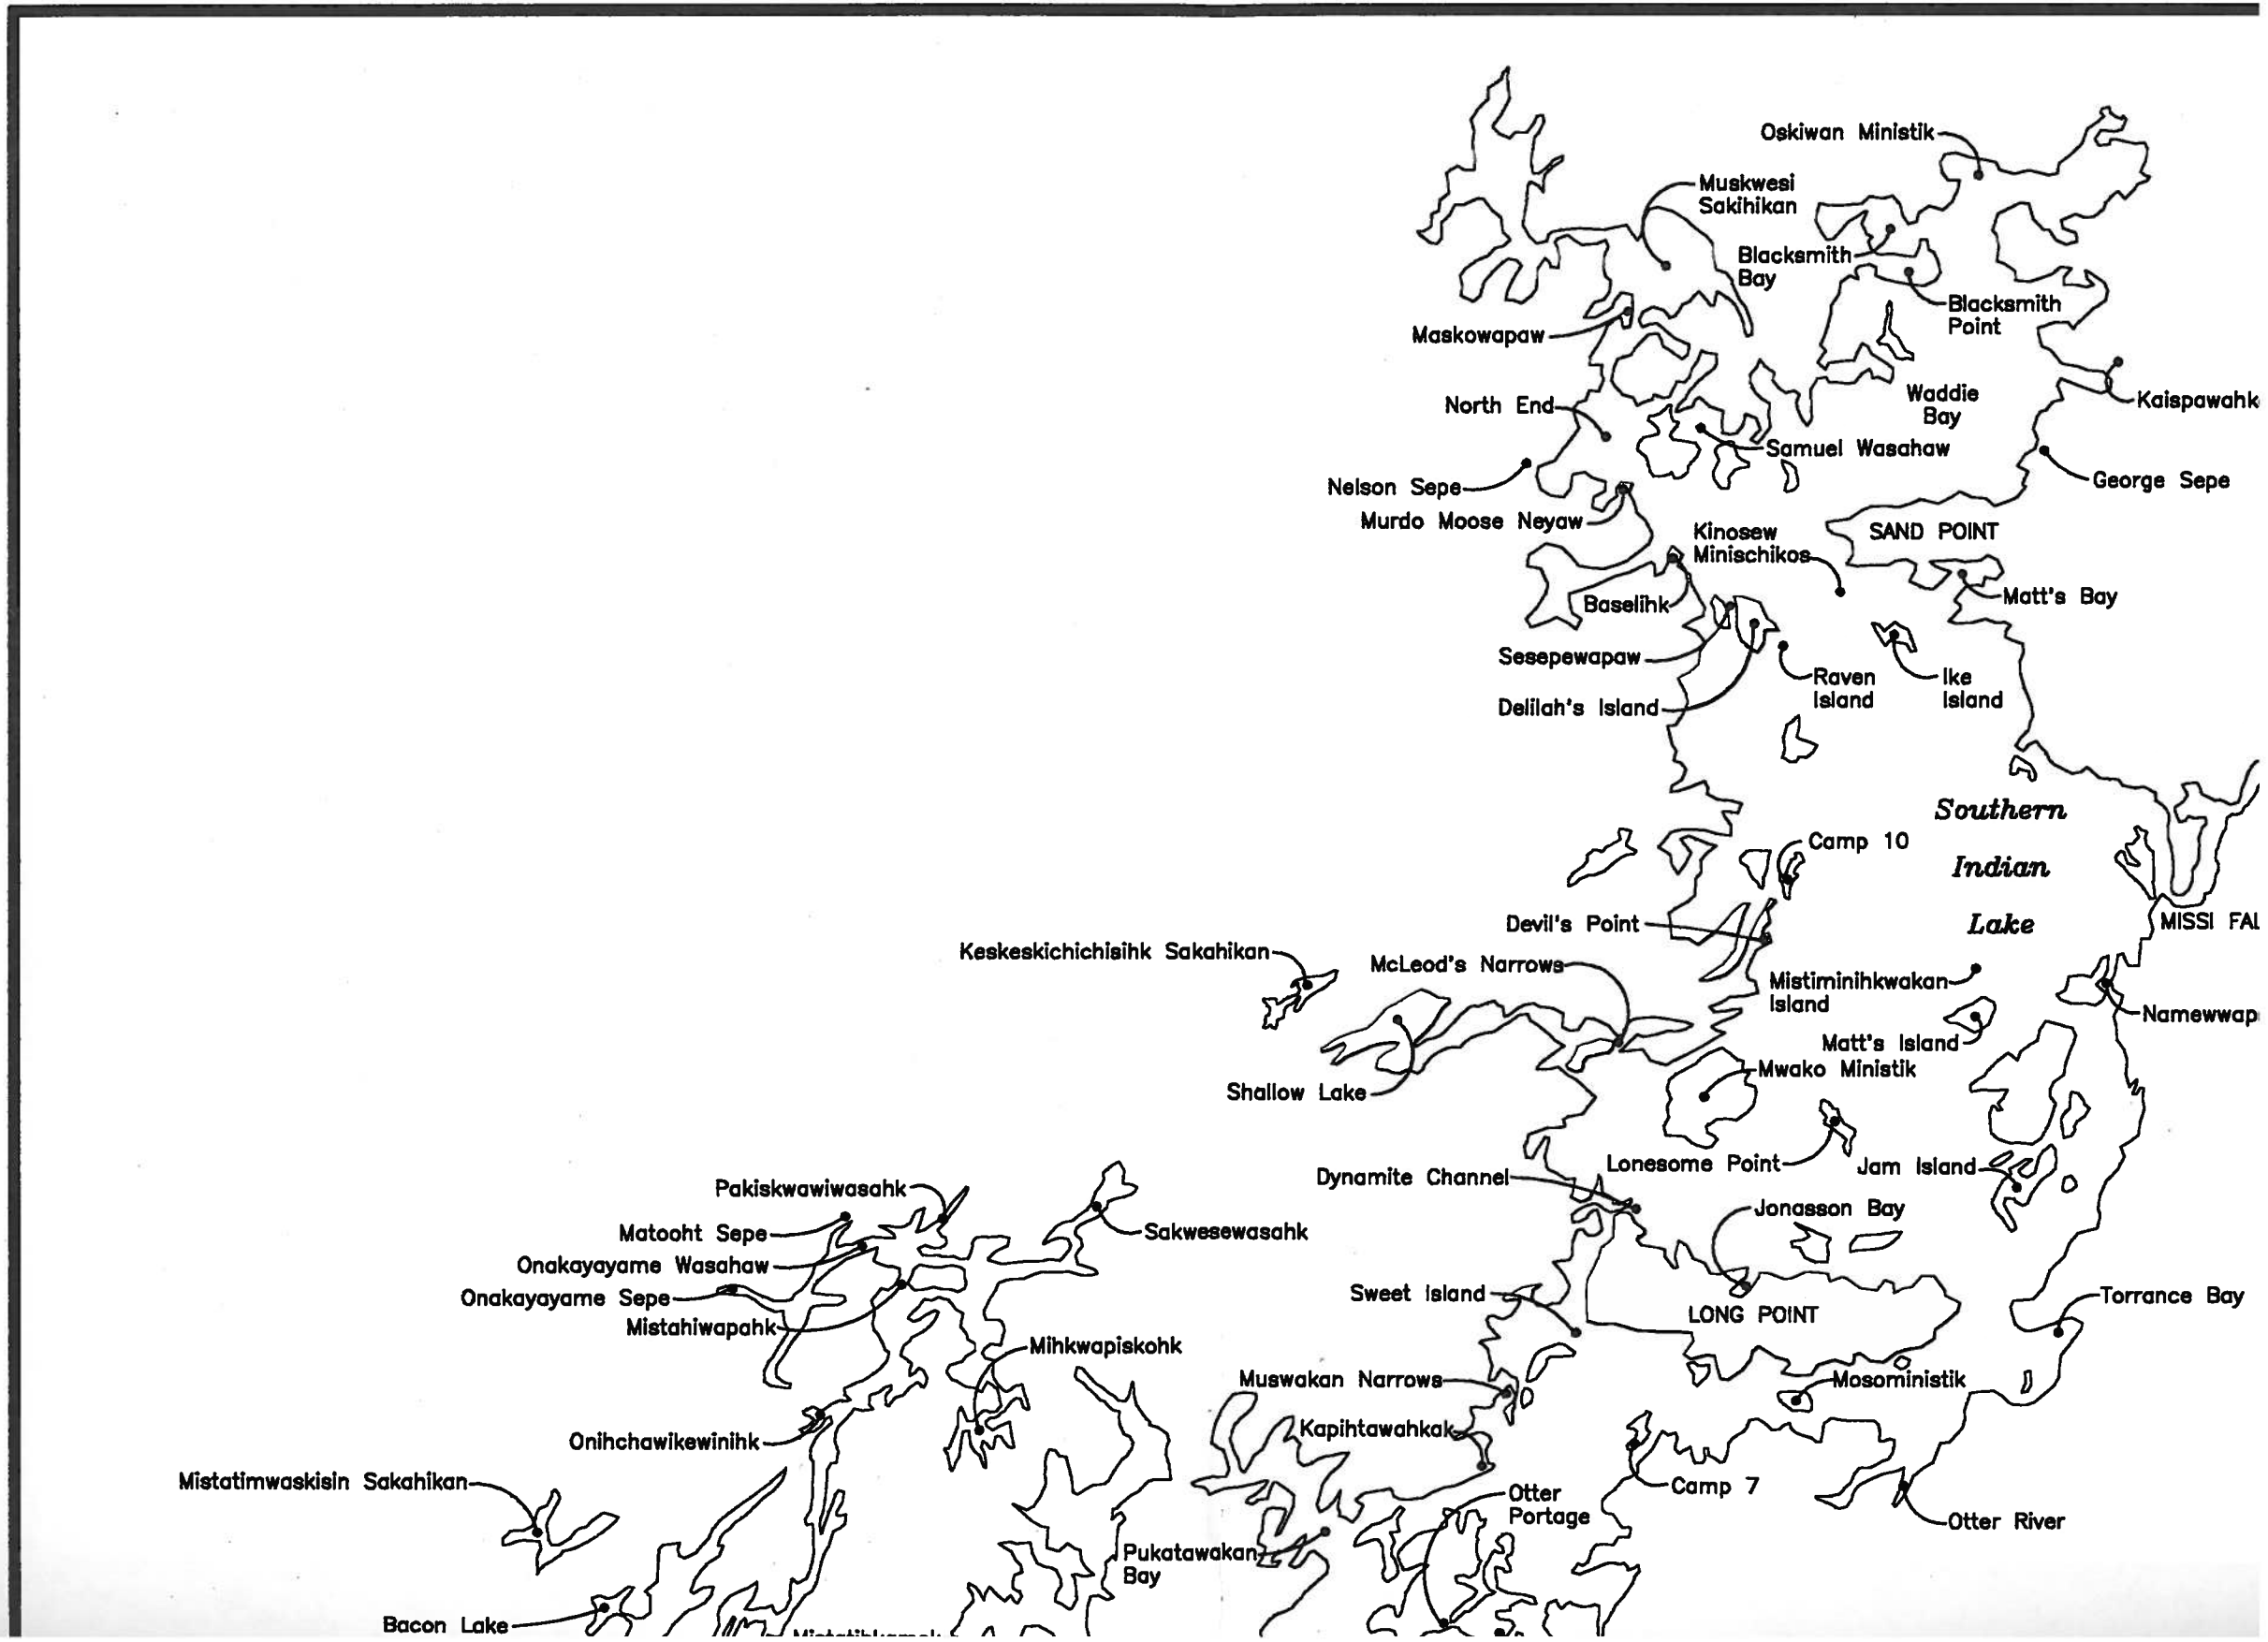 Oskiwan Ministik
Muskwesi
Sakihikan
Blacksmith
Bay
Blacksmith
Point
Maskowapaw
Kaispawahk
Waddie
Bay
North End
Samuel Wasahaw
George Sepe
Nelson Sepe
Murdo Moose Neyaw
SAND POINT
Kinosew
Minischikos
Matt's Bay
Baselihk
Sesepewapaw
Raven
Island
Ike
Island
Delilah's Island
Southern
Indian
Lake
Camp 10
MISSI FAL
Devil's Point
Keskeskichichisihk Sakahikan
McLeod's Narrows
Mistiminihkwakan
Island
Namewwap
Matt's Island
Mwako Ministik
Shallow Lake
Lonesome Point
Jam Island
Dynamite Channel
Pakiskwawiwasahk
Jonasson Bay
Matooht Sepe
Sakwesewasahk
Onakayayame Wasahaw
Sweet Island
Torrance Bay
Onakayayame Sepe
LONG POINT
Mistahiwapahk
Mihkwapiskohk
Muswakan Narrows
Mosoministik
Kapihtawahkak
Onihchawikewinihk
Mistatimwaskisin Sakahikan
Camp 7
Otter
Portage
Otter River
Pukatawakan
Bay
Bacon Lake